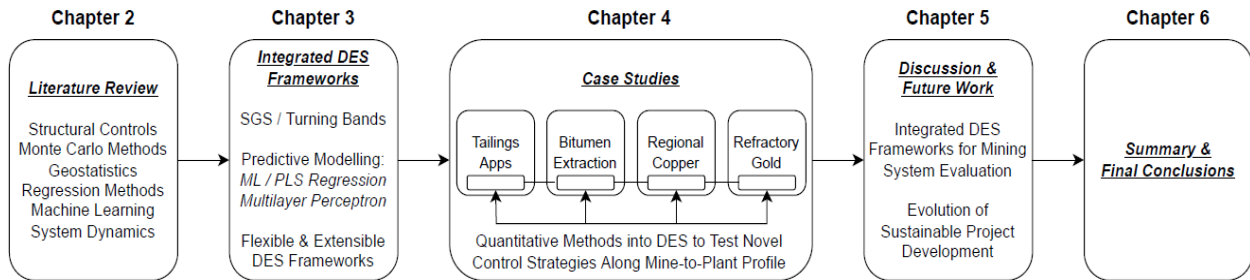 Chapter 2
Literature Review
Structural Controls
Monte Carlo Methods
Geostatistics
Regression Methods
Machine Learning
System Dynamics
Chapter 3
Integrated DES
Frameworks
SGS / Turning Bands
Predictive Modelling:
ML / PLS Regression
Multilayer Perceptron
Flexible & Extensible
DES Frameworks
Chapter 4
Case Studies
Tailings
Apps
Bitumen
Extraction
Regional
Copper
Refractory
Gold
Quantitative Methods into DES to Test Novel
Control Strategies Along Mine-to-Plant Profile
Chapter 5
Discussion &
Future Work
Integrated DES
Frameworks for Mining
System Evaluation
Evolution of
Sustainable Project
Development
Chapter 6
Summary &
Final Conclusions